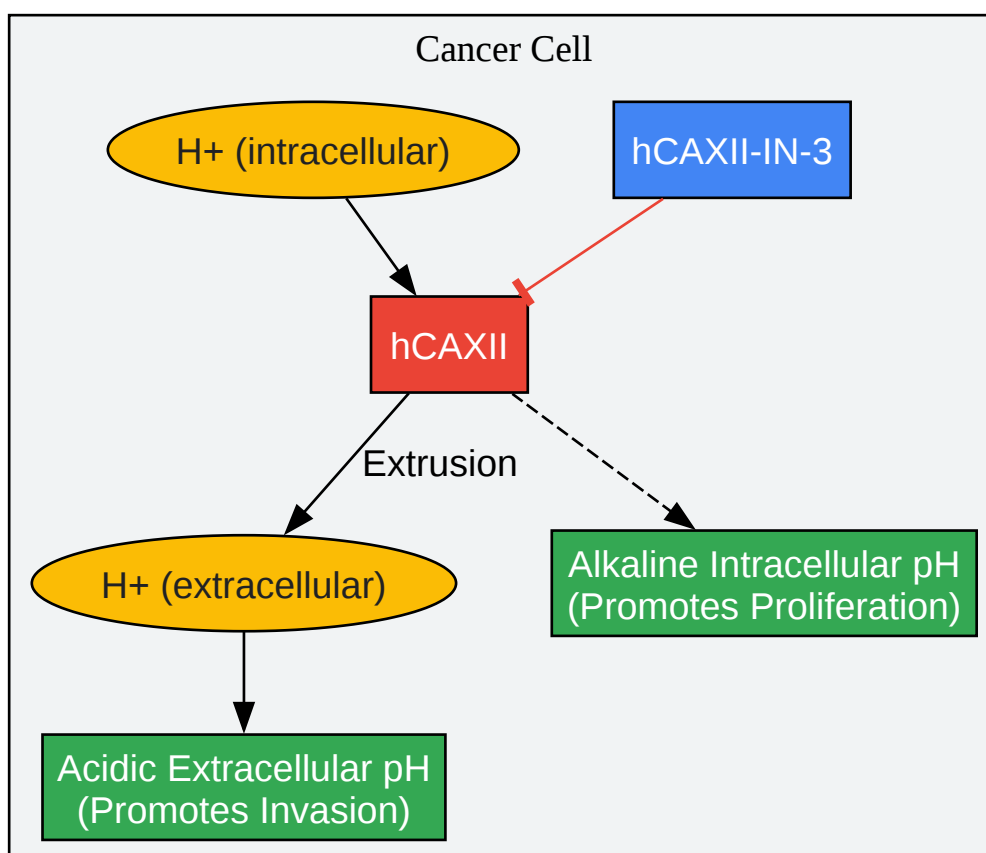 Cancer Cell
H+ (intracellular)
hCAXII-IN-3
hCAXII
Extrusion
H+ (extracellular)
Alkaline Intracellular pH
(Promotes Proliferation)
Acidic Extracellular pH
(Promotes Invasion)